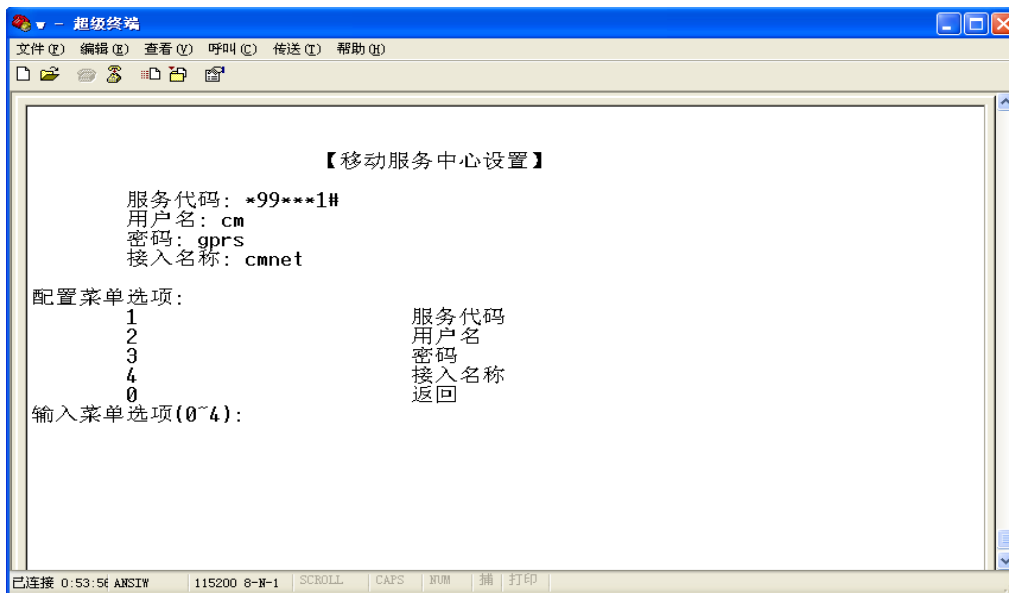 w - 超级终端
文件(F) 编辑(E) 查看(V) 呼叫(C) 传送(T) 帮助(H)
【移动服务中心设置】
服务代码: *99***1#
用户名: cm
密码: gprs
接入名称: cmnet
配置菜单选项:
1 服务代码
2 用户名
3 密码
4 接入名称
0 返回
输入菜单选项(0~4):
已连接 0:53:56 ANSIW 115200 8-N-1 SCROLL CAPS NUM 捕 打印